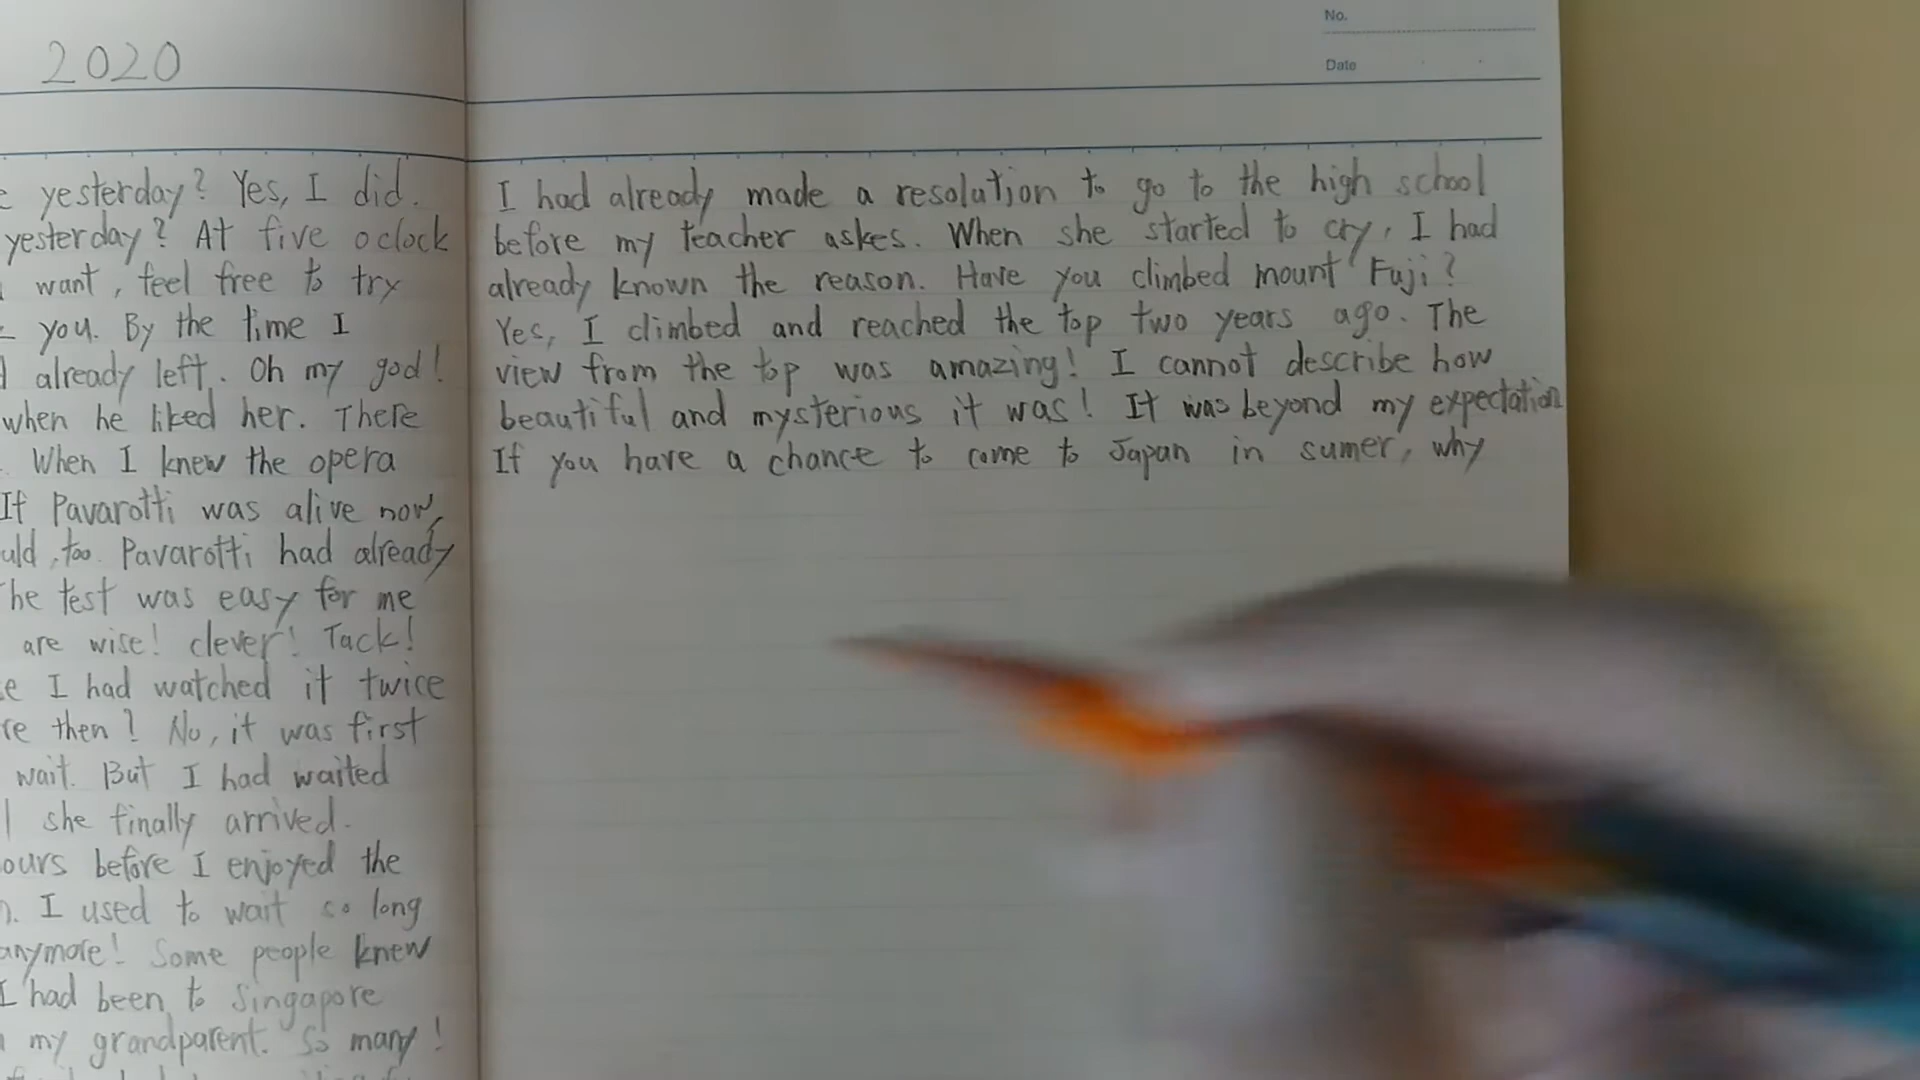 2020
yesterday? Yes, I did.
yesterday? At five oclock
want, feel free to try
you. By the time I
already left. Oh my god!
when he liked her. There
When I knew the opera
If Pavarotti was alive now,
uld, too. Pavarotti had already
he test was easy for me
are wise! clever! Tack!
e I had watched it twice
re then? No, it was first
wait. But I had waited
she finally arrived.
ours before I enjoyed the
I used to wait so long
anymore! Some people knew
I had been to Singapore
my grandparent. So many!
No.
Date
I had already made a resolution to go to the high school
before my teacher askes. When she started to cry, I had
already known the reason. Have you climbed mount Fuji?
Yes, I climbed and reached the top two years ago. The
view from the top was amazing! I cannot describe how
beautiful and mysterious it was! It was beyond my expectation
If you have a chance to come to Japan in sumer, why